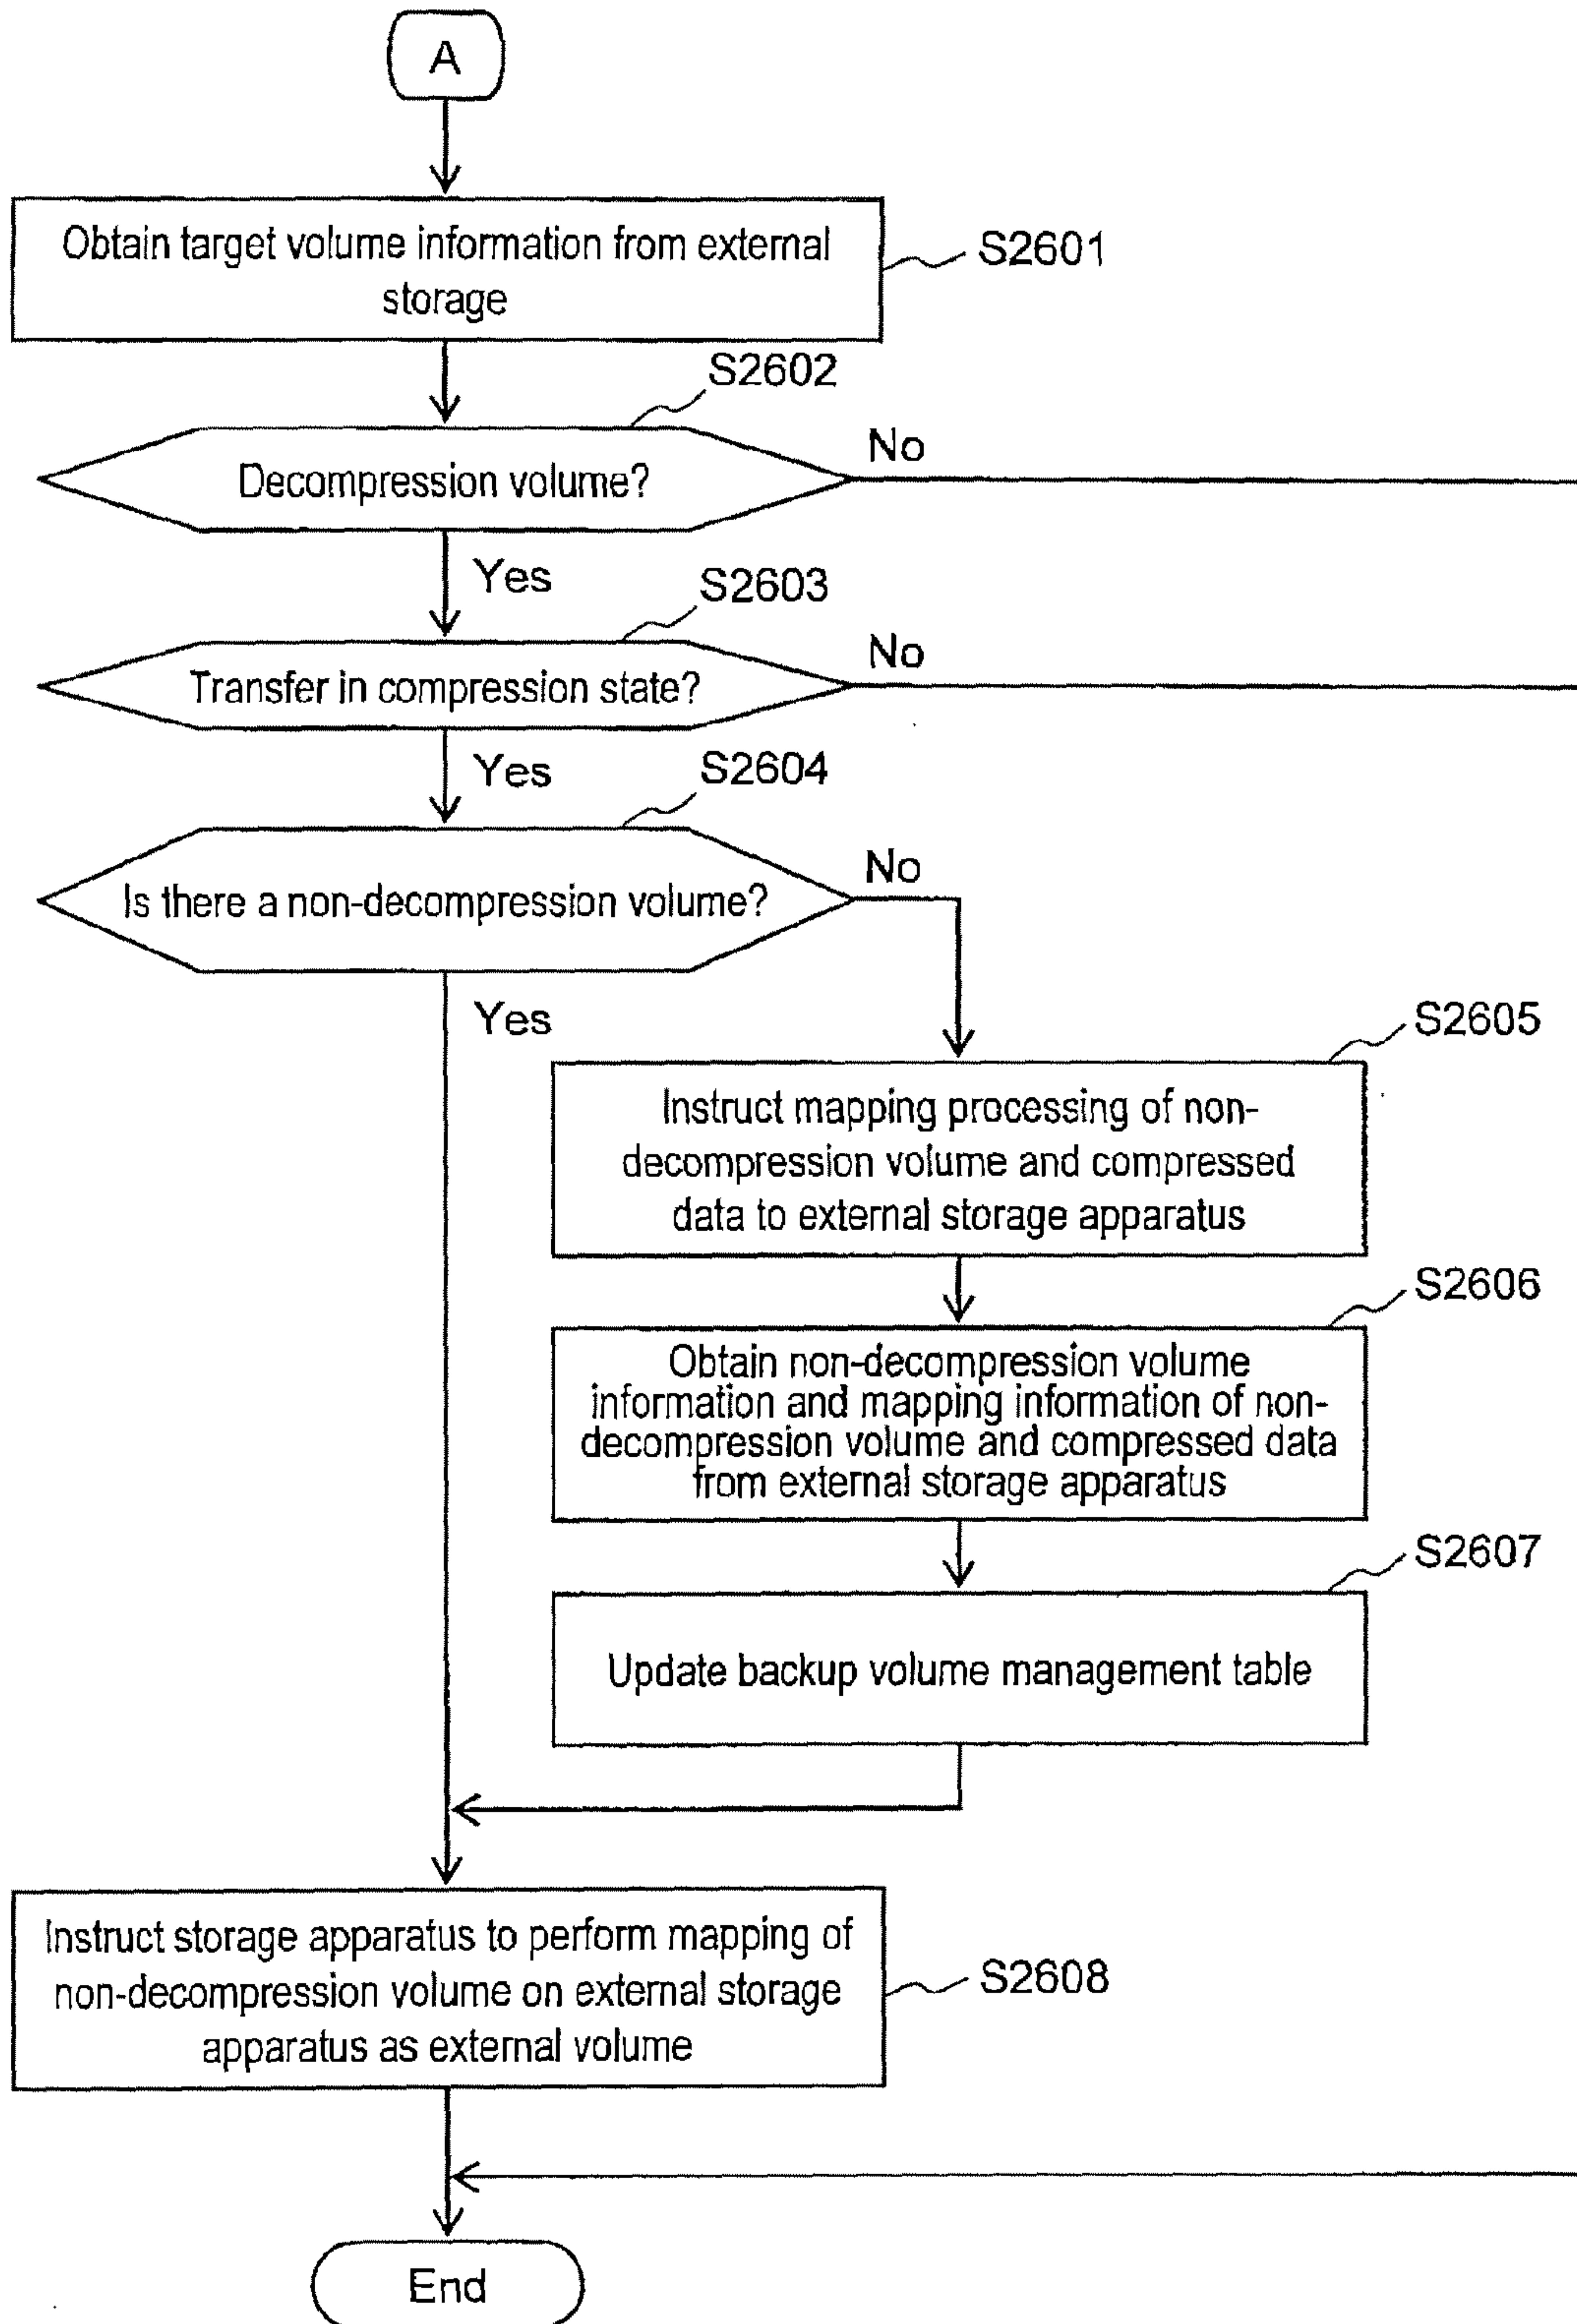 A
Obtain target volume information from external
storage
S2601
S2602
Decompression volume?
No
Yes
S2603
Transfer in compression state?
No
Yes
S2604
Is there a non-decompression volume?
No
Yes
S2605
Instruct mapping processing of non-
decompression volume and compressed
data to external storage apparatus
S2606
Obtain non-decompression volume
information and mapping information of non-
decompression volume and compressed data
from external storage apparatus
S2607
Update backup volume management table
Instruct storage apparatus to perform mapping of
non-decompression volume on external storage
apparatus as external volume
S2608
End